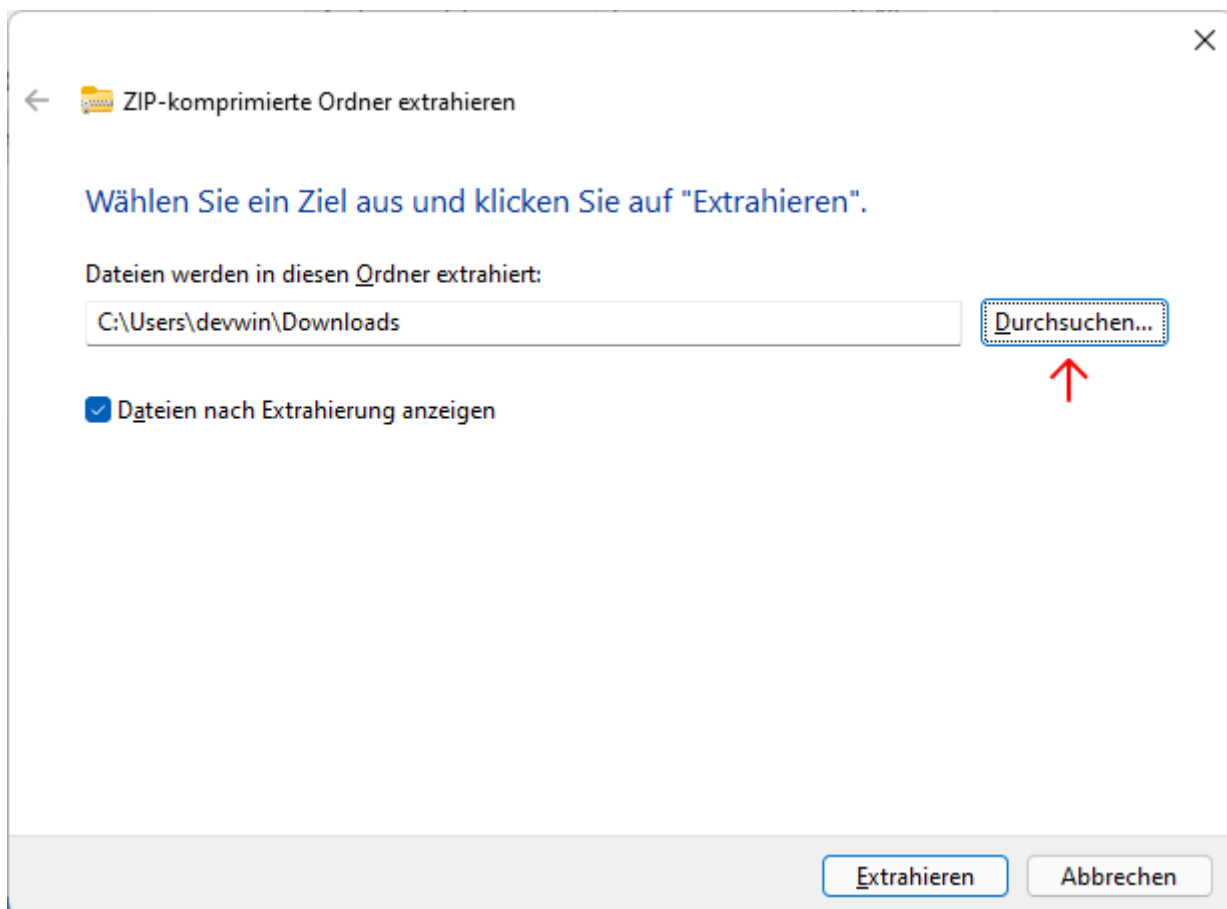 ZIP-komprimierte Ordner extrahieren
Wählen Sie ein Ziel aus und klicken Sie auf "Extrahieren".
Dateien werden in diesen Ordner extrahiert:
C:\Users\devwin\Downloads
Durchsuchen...
Dateien nach Extrahierung anzeigen
Extrahieren
Abbrechen